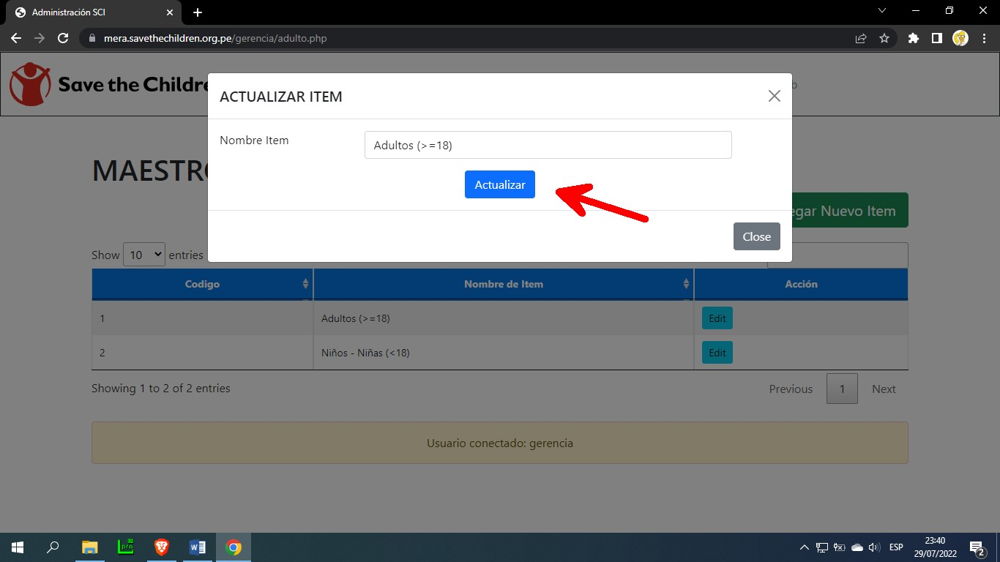 Administración SCI
mera.savethechildren.org.pe/gerencia/adulto.php
Save the Childre
ACTUALIZAR ITEM
Nombre Item
Adultos (>=18)
Actualizar
Close
MAESTRO
egar Nuevo Item
Show 10 entries
Codigo Nombre de Item Acción
1 Adultos (>=18) Edit
2 Niños - Niñas (<18) Edit
Showing 1 to 2 of 2 entries
Previous 1 Next
Usuario conectado: gerencia
ESP
23:40
29/07/2022
2